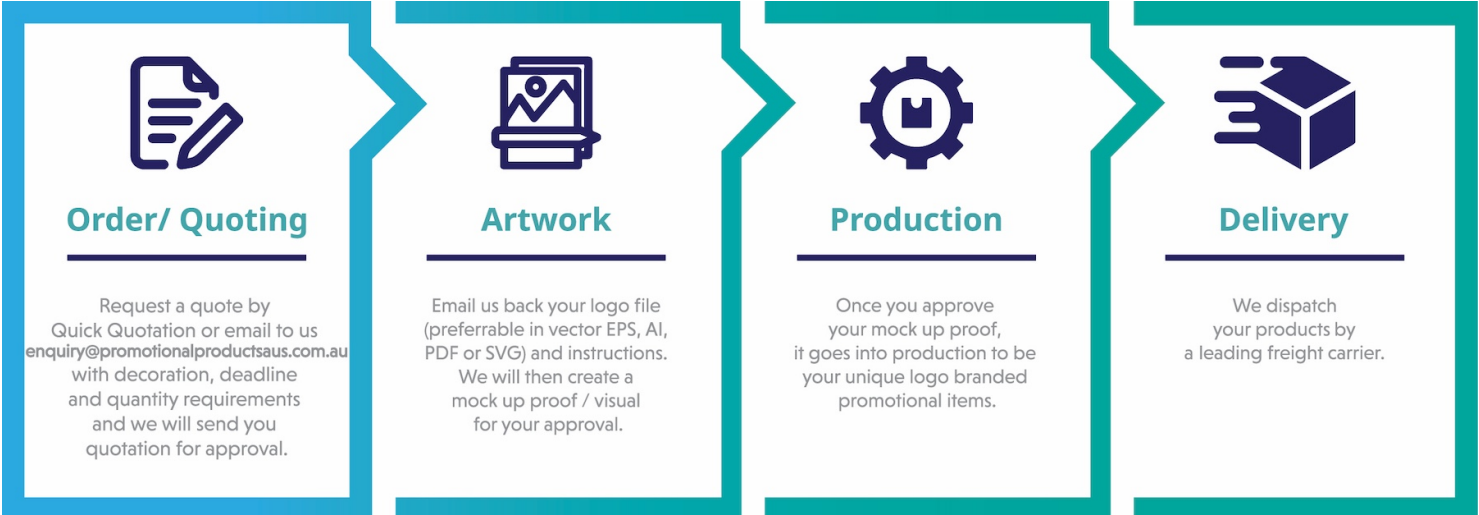 Order/ Quoting
Request a quote by
Quick Quotation or email to us
enquiry@promotionalproductsaus.com.au
with decoration, deadline
and quantity requirements
and we will send you
quotation for approval.
Artwork
Email us back your logo file
(preferrable in vector EPS, AI,
PDF or SVG) and instructions.
We will then create a
mock up proof / visual
for your approval.
Production
Once you approve
your mock up proof,
it goes into production to be
your unique logo branded
promotional items.
Delivery
We dispatch
your products by
a leading freight carrier.